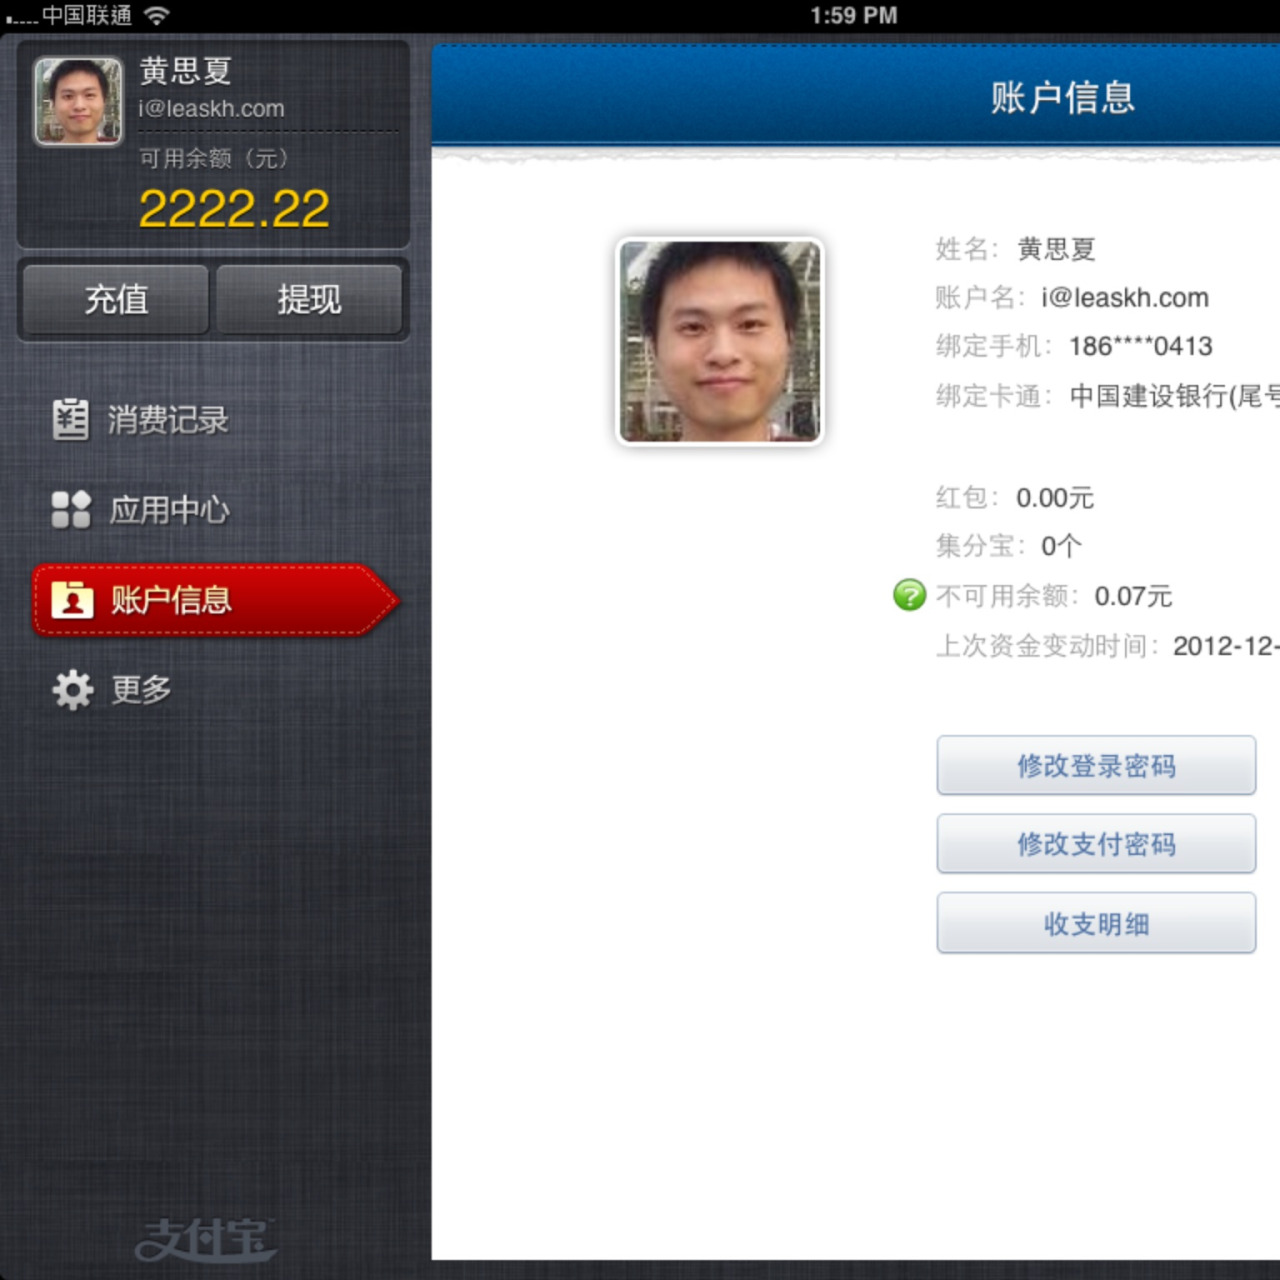 中国联通
1:59 PM
黄思夏
i@leaskh.com
可用余额（元）
2222.22
充值
提现
消费记录
应用中心
账户信息
更多
支付宝
账户信息
姓名：黄思夏
账户名：i@leaskh.com
绑定手机：186****0413
绑定卡通：中国建设银行(尾号
红包：0.00元
集分宝：0个
不可用余额：0.07元
上次资金变动时间：2012-12-
修改登录密码
修改支付密码
收支明细